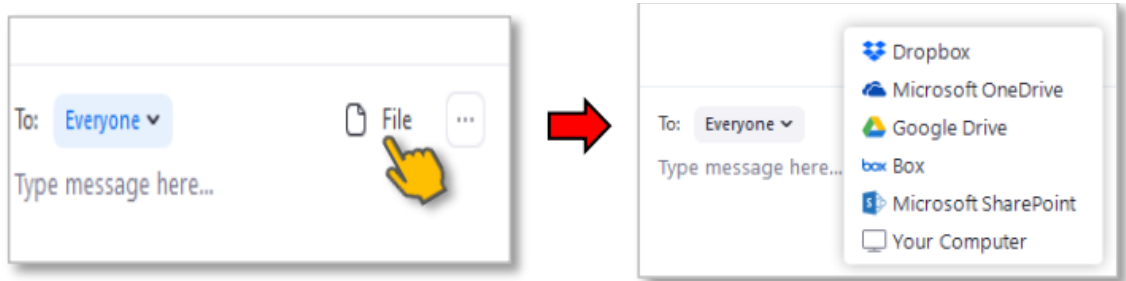 To: Everyone File ...
Type message here...
Dropbox
Microsoft OneDrive
Google Drive
To: Everyone
Type message here...
box Box
Microsoft SharePoint
Your Computer